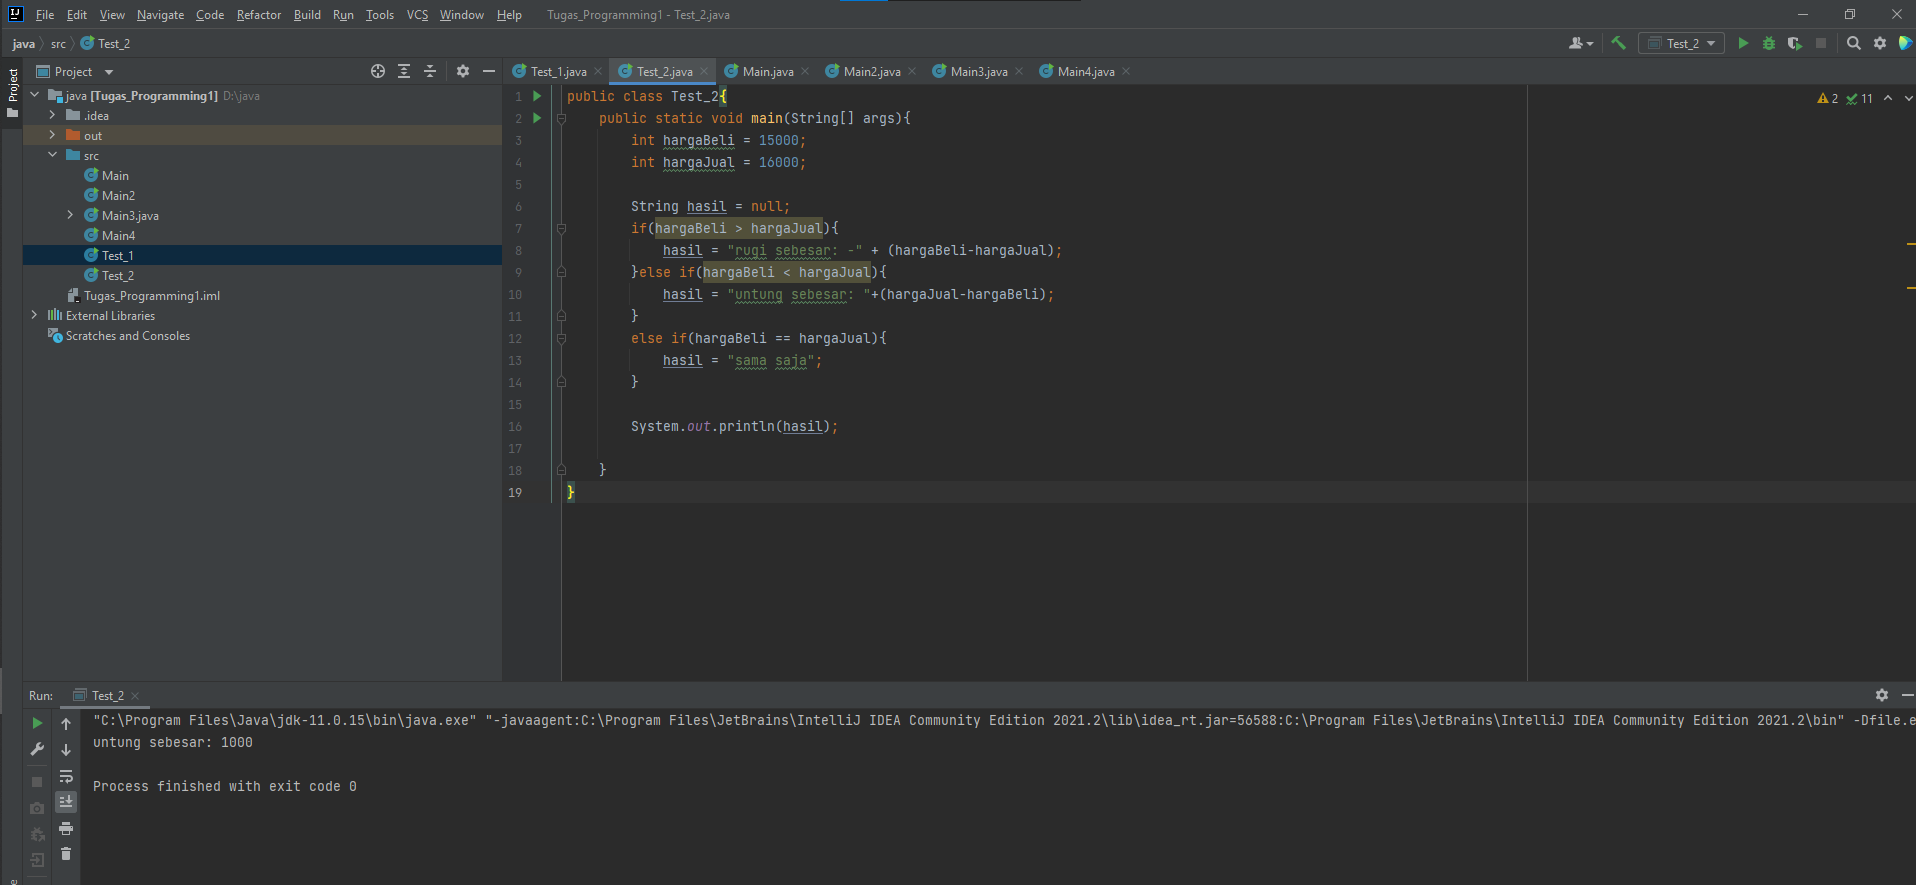 File Edit View Navigate Code Refactor Build Run Tools VCS Window Help Tugas_Programming1 - Test_2.java
java src Test_2
Test_2
Project
Project
java [Tugas_Programming1] D:\java
.idea
out
src
Main
Main2
Main3.java
Main4
Test_1
Test_2
Tugas_Programming1.iml
External Libraries
Scratches and Consoles
Test_1.java Test_2.java Main.java Main2.java Main3.java Main4.java
2 11
1 public class Test_2{
2 public static void main(String[] args){
3 int hargaBeli = 15000;
4 int hargaJual = 16000;
5
6 String hasil = null;
7 if(hargaBeli > hargaJual){
8 hasil = "rugi sebesar: -" + (hargaBeli-hargaJual);
9 }else if(hargaBeli < hargaJual){
10 hasil = "untung sebesar: "+(hargaJual-hargaBeli);
11 }
12 else if(hargaBeli == hargaJual){
13 hasil = "sama saja";
14 }
15
16 System.out.println(hasil);
17
18 }
19 }
Run: Test_2
"C:\Program Files\Java\jdk-11.0.15\bin\java.exe" "-javaagent:C:\Program Files\JetBrains\IntelliJ IDEA Community Edition 2021.2\lib\idea_rt.jar=56588:C:\Program Files\JetBrains\IntelliJ IDEA Community Edition 2021.2\bin" -Dfile.e
untung sebesar: 1000
Process finished with exit code 0